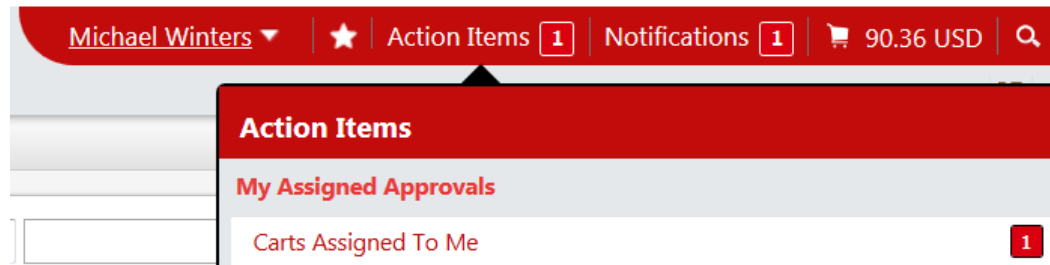 Michael Winters Action Items 1 Notifications 1 90.36 USD
Action Items
My Assigned Approvals
Carts Assigned To Me 1